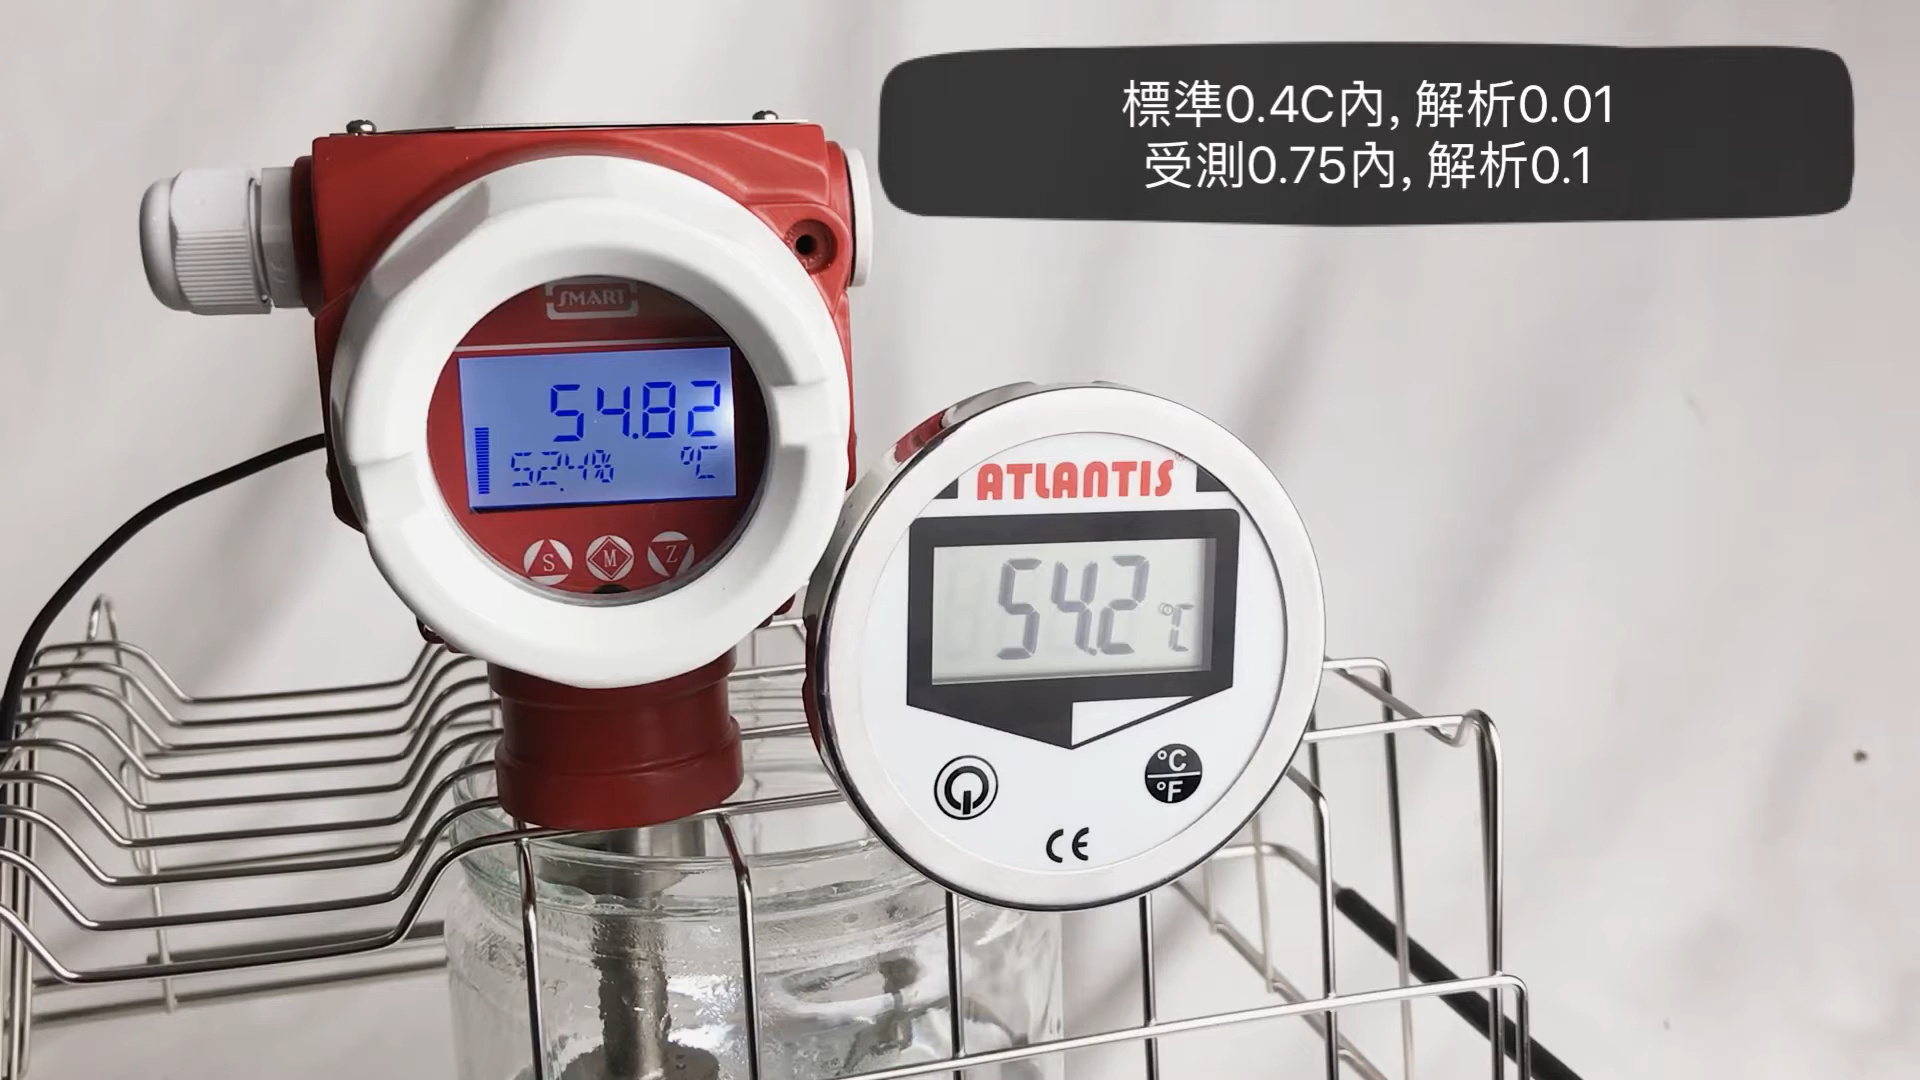 標準0.4C內, 解析0.01
受測0.75內, 解析0.1
SMART
54.82
52.4% °C
S M Z
ATLANTIS®
54.2 °C
°C
°F
CE